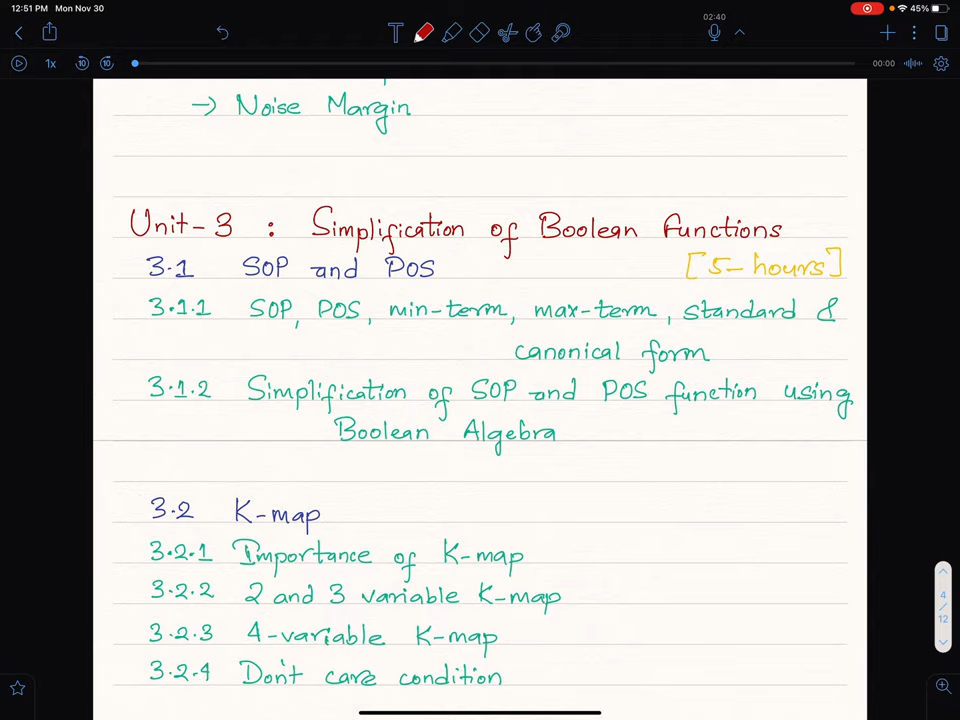 12:51 PM Mon Nov 30
45%
02:40
T
1x
10
10
00:00
→ Noise Margin
Unit-3 : Simplification of Boolean functions
3.1 SOP and POS [5-hours]
3.1.1 SOP, POS, min-term, max-term, standard &
canonical form
3.1.2 Simplification of SOP and POS function using
Boolean Algebra
3.2 K-map
3.2.1 Importance of K-map
3.2.2 2 and 3 variable K-map
3.2.3 4-variable K-map
3.2.4 Don't care condition
4
/
12